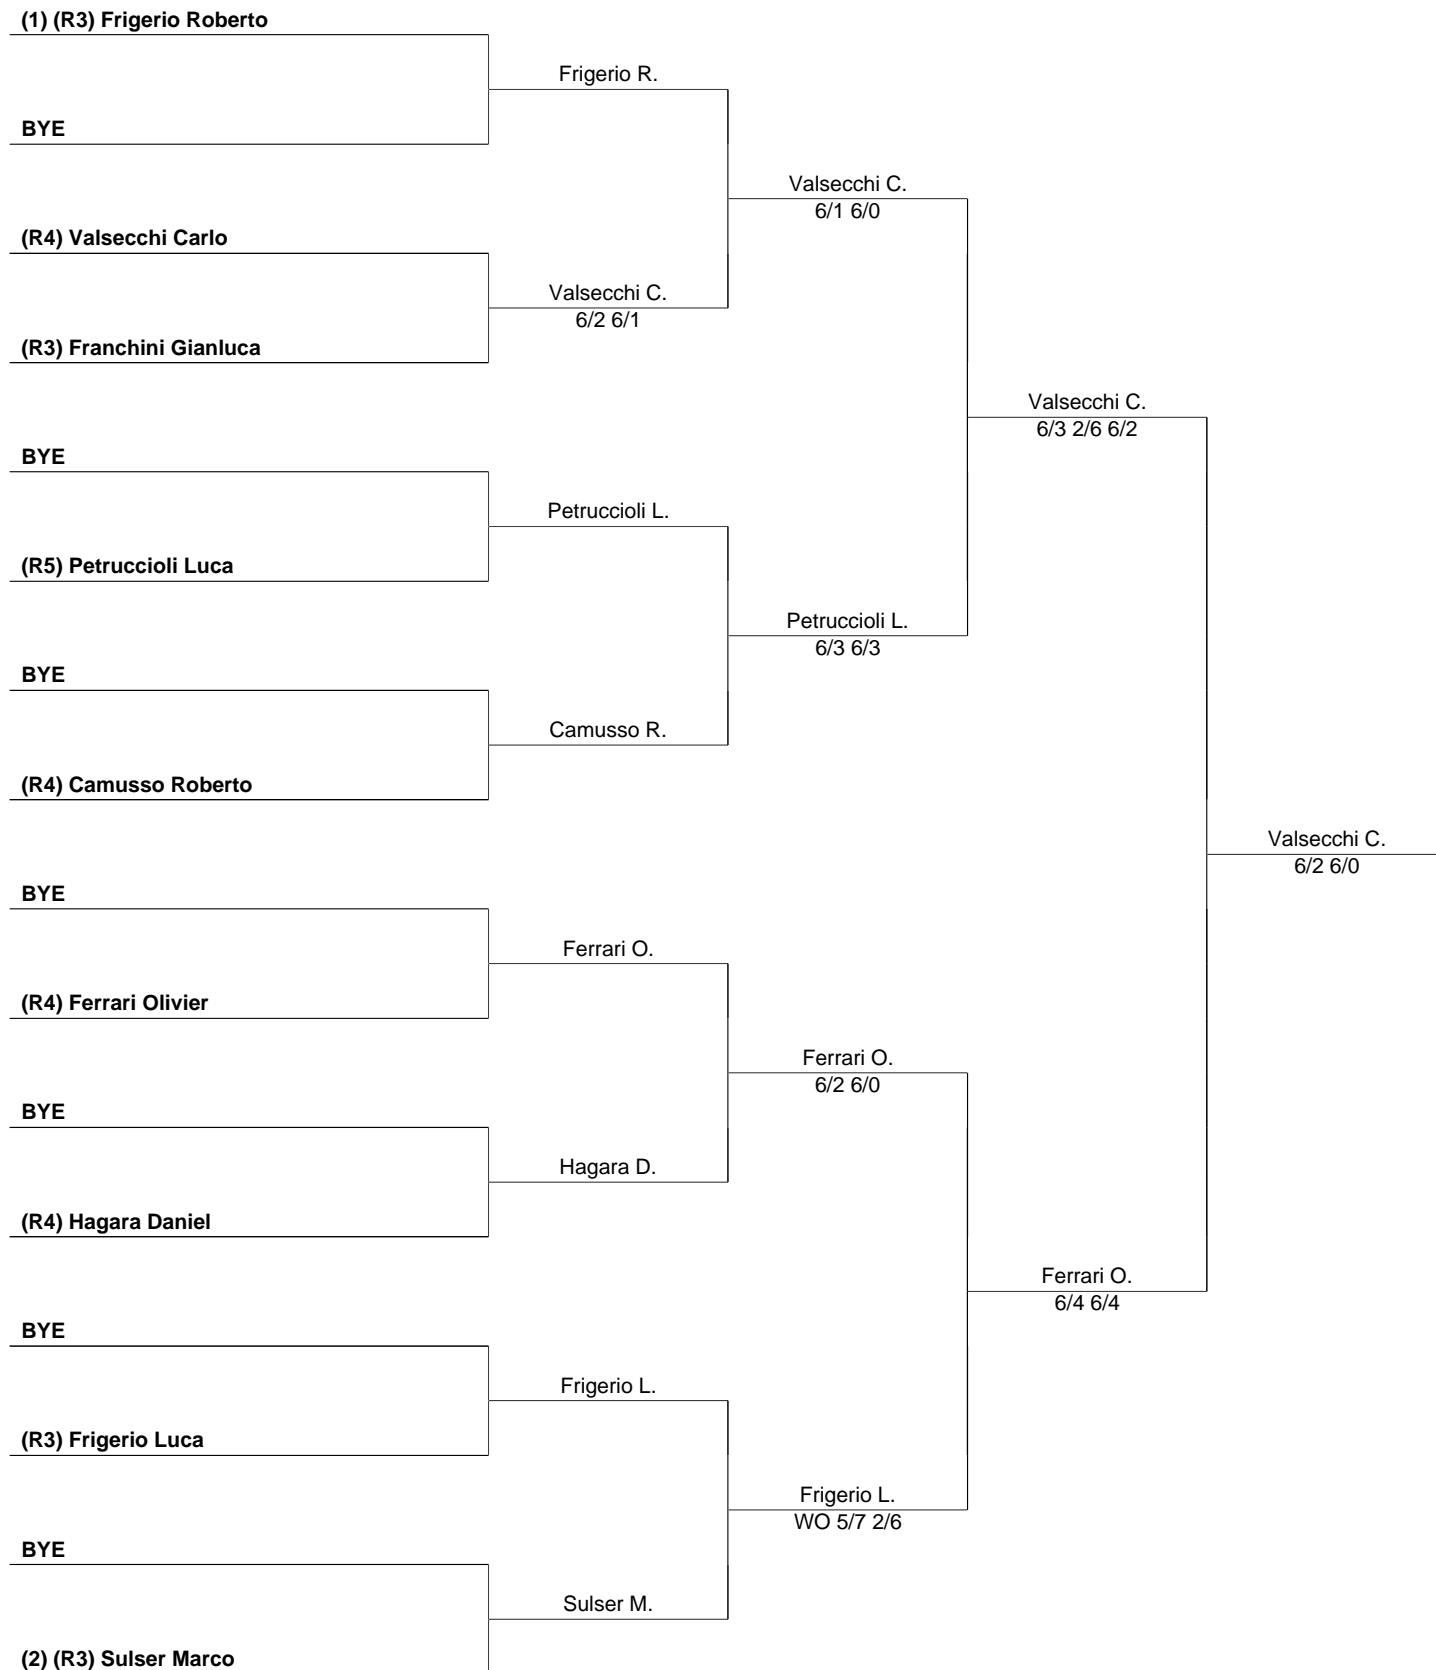 (1) (R3) Frigerio Roberto
Frigerio R.
BYE
Valsecchi C.
6/1 6/0
(R4) Valsecchi Carlo
Valsecchi C.
6/2 6/1
(R3) Franchini Gianluca
Valsecchi C.
6/3 2/6 6/2
BYE
Petruccioli L.
(R5) Petruccioli Luca
Petruccioli L.
6/3 6/3
BYE
Camusso R.
(R4) Camusso Roberto
Valsecchi C.
6/2 6/0
BYE
Ferrari O.
(R4) Ferrari Olivier
Ferrari O.
6/2 6/0
BYE
Hagara D.
(R4) Hagara Daniel
Ferrari O.
6/4 6/4
BYE
Frigerio L.
(R3) Frigerio Luca
Frigerio L.
WO 5/7 2/6
BYE
Sulser M.
(2) (R3) Sulser Marco